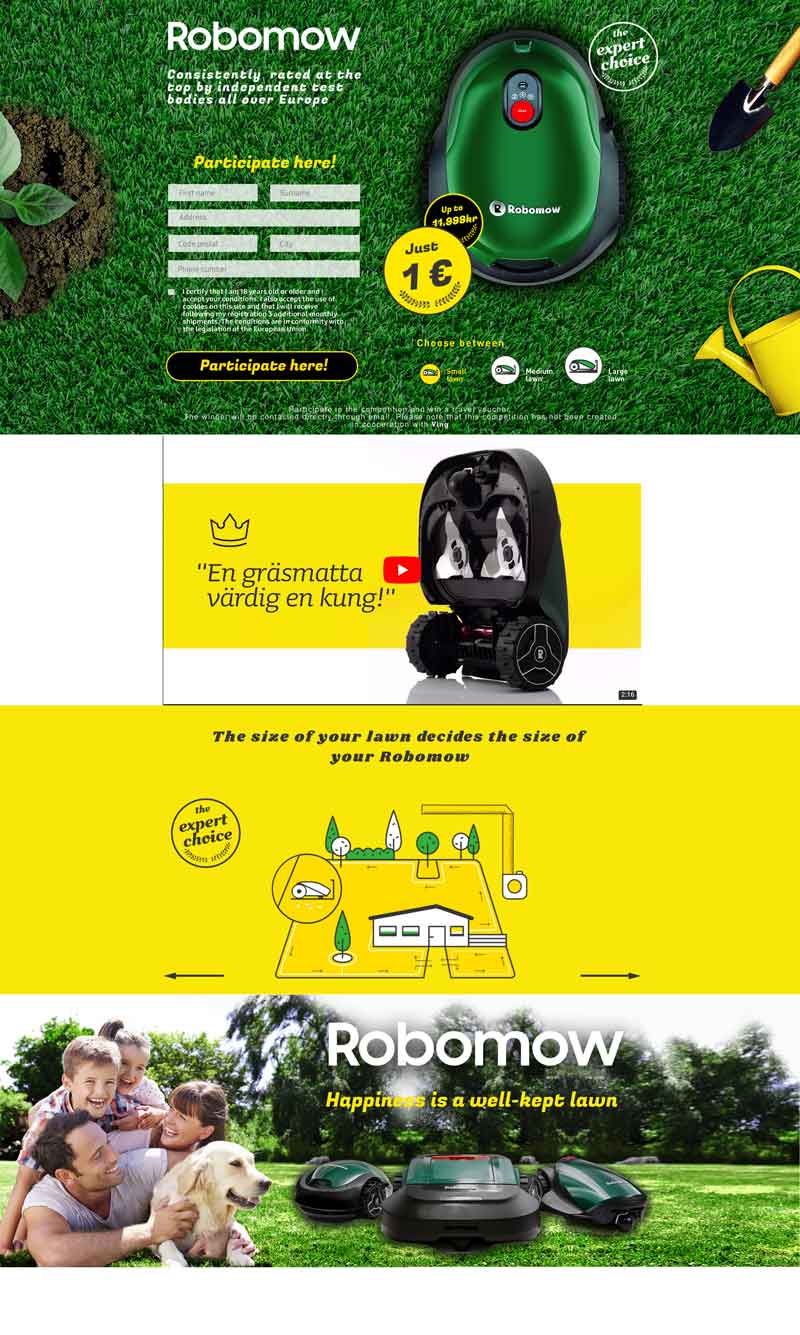 Robomow
Consistently rated at the
top by independent test
bodies all over Europe
the
expert
choice
Participate here!
First name
Surname
Address
Code postal
City
Phone number
I certify that I am 18 years old or older and I
accept your conditions. I also accept the use of
cookies on this site and that I will receive
following my registration 3 additional monthly
shipments. The conditions are in conformity with
the legislation of the European Union.
Participate here!
Robomow
Up to
11.999kr
Just
1 €
Choose between
Small
lawn
Medium
lawn
Large
lawn
Participate in the competition and win a travel voucher
The winner will be contacted directly through email. Please note that this competition has not been created
in cooperation with Ving
"En gräsmatta
värdig en kung!"
R
2:16
The size of your lawn decides the size of
your Robomow
the
expert
choice
Robomow
Happiness is a well-kept lawn